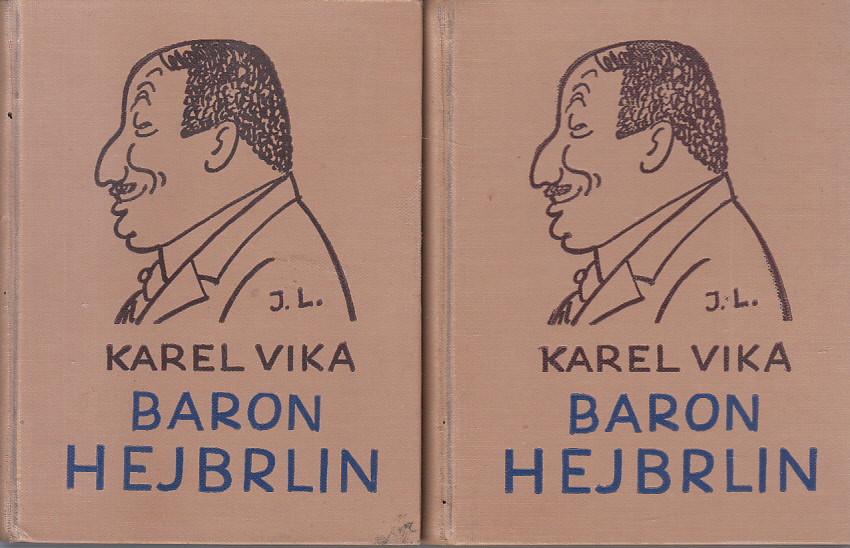 J. L.
KAREL VIKA
BARON
HEJBRLIN
J. L.
KAREL VIKA
BARON
HEJBRLIN